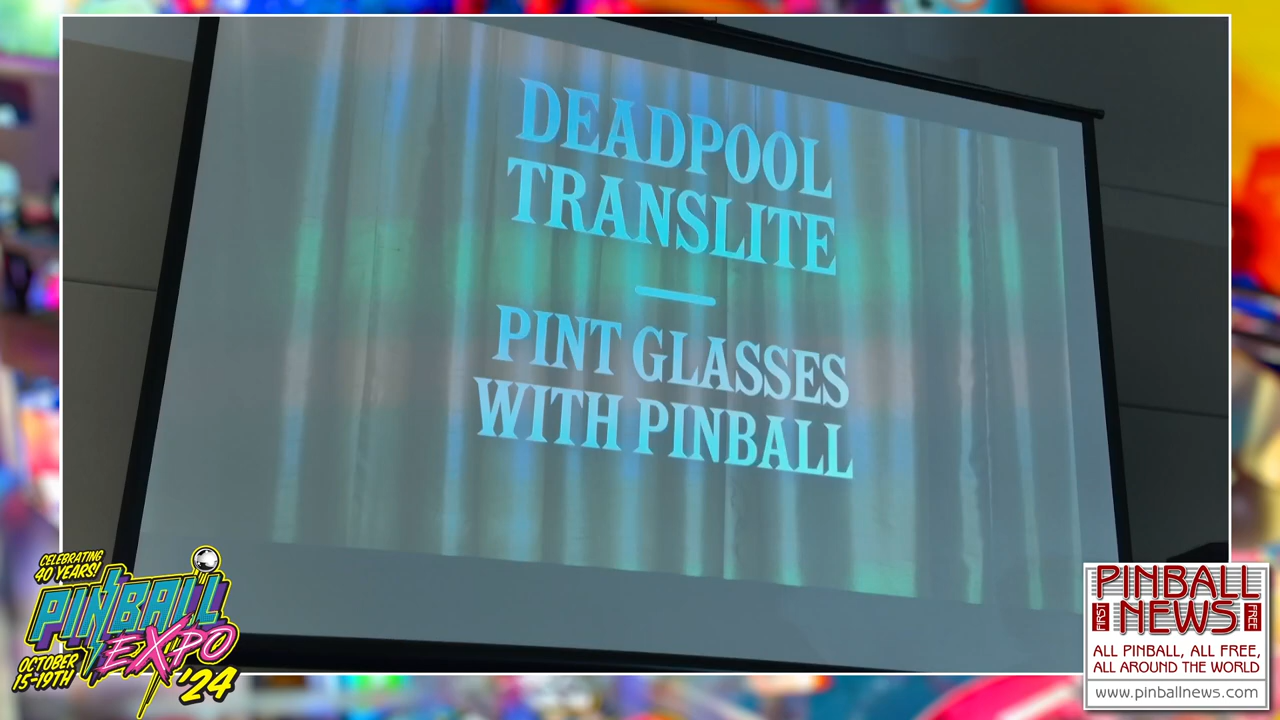 DEADPOOL
TRANSLITE
PINT GLASSES
WITH PINBALL
CELEBRATING
40 YEARS!
PINBALL
EXPO
OCTOBER
15-19TH
'24
PINBALL
NEWS
FIRST
FREE
ALL PINBALL, ALL FREE,
ALL AROUND THE WORLD
www.pinballnews.com